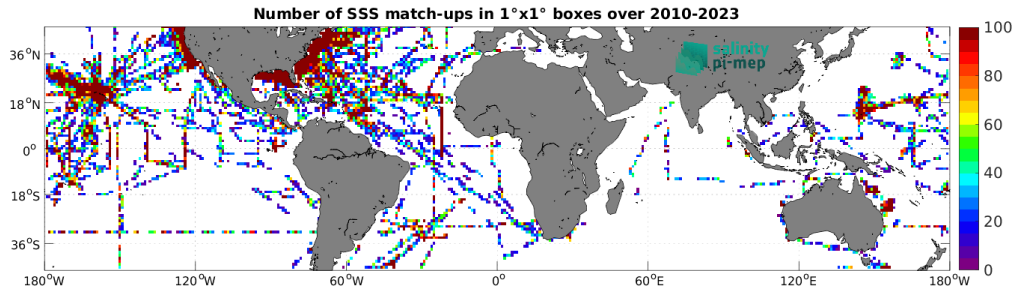 Number of SSS match-ups in 1°x1° boxes over 2010-2023
36°N
18°N
0°
18°S
36°S
180°W
120°W
60°W
0°
60°E
120°E
180°W
salinity
pi-mep
100
80
60
40
20
0